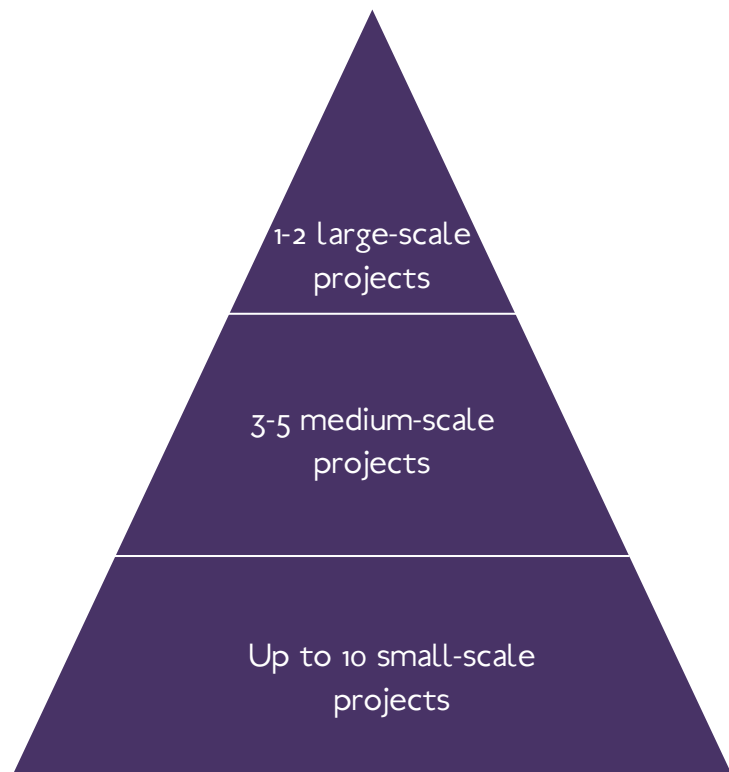 1-2 large-scale
projects
3-5 medium-scale
projects
Up to 10 small-scale
projects